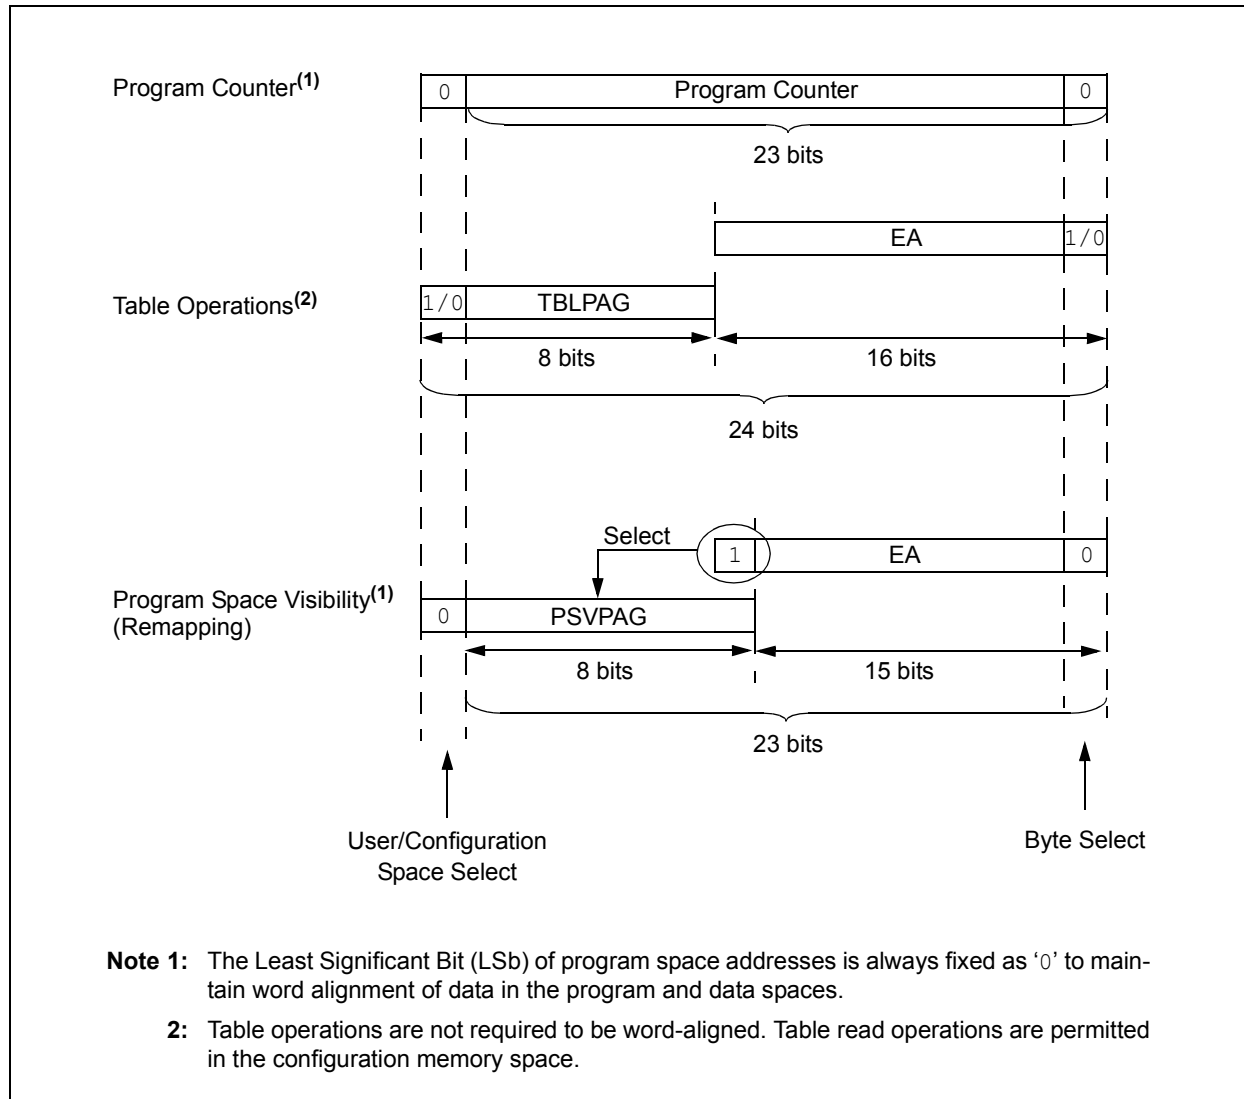 Program Counter(1)
0
Program Counter
0
23 bits
EA
1/0
Table Operations(2)
1/0
TBLPAG
8 bits
16 bits
24 bits
Select
1
EA
0
Program Space Visibility(1)
(Remapping)
0
PSVPAG
8 bits
15 bits
23 bits
User/Configuration
Space Select
Byte Select
Note 1: The Least Significant Bit (LSb) of program space addresses is always fixed as ‘0’ to main-
tain word alignment of data in the program and data spaces.
2: Table operations are not required to be word-aligned. Table read operations are permitted
in the configuration memory space.